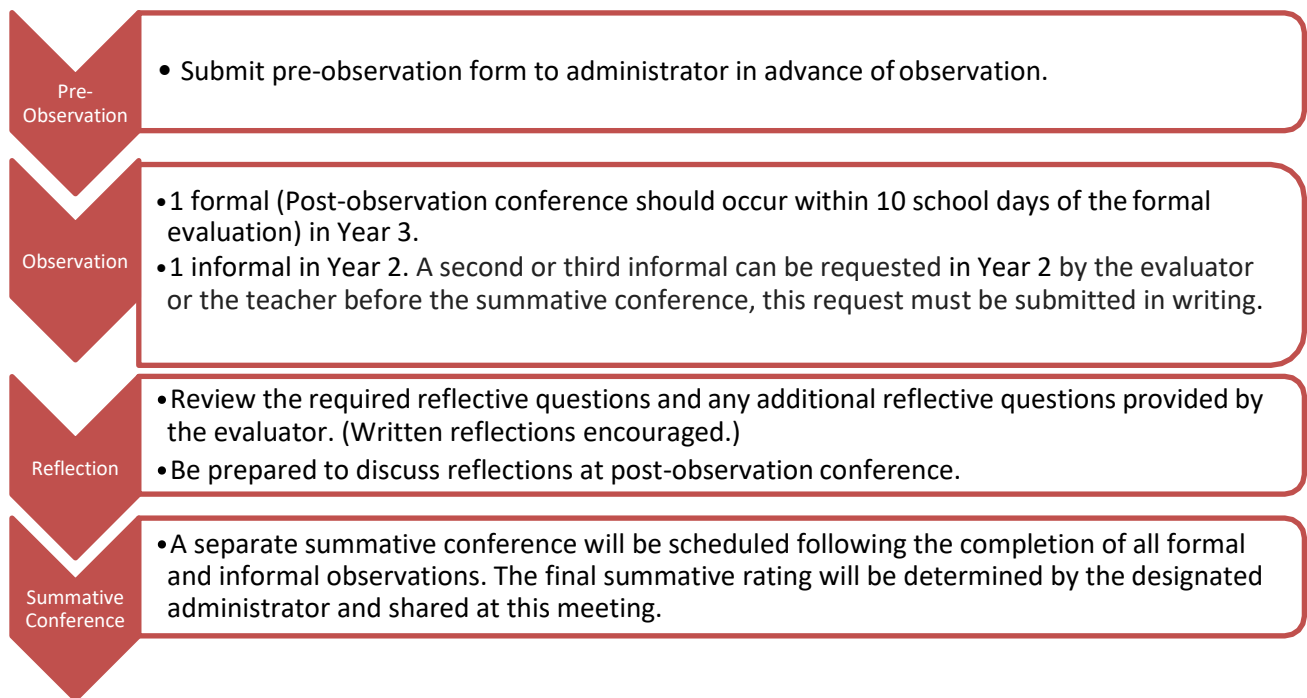 Pre-
Observation
• Submit pre-observation form to administrator in advance of observation.
Observation
•1 formal (Post-observation conference should occur within 10 school days of the formal
evaluation) in Year 3.
•1 informal in Year 2. A second or third informal can be requested in Year 2 by the evaluator
or the teacher before the summative conference, this request must be submitted in writing.
Reflection
•Review the required reflective questions and any additional reflective questions provided by
the evaluator. (Written reflections encouraged.)
•Be prepared to discuss reflections at post-observation conference.
Summative
Conference
•A separate summative conference will be scheduled following the completion of all formal
and informal observations. The final summative rating will be determined by the designated
administrator and shared at this meeting.